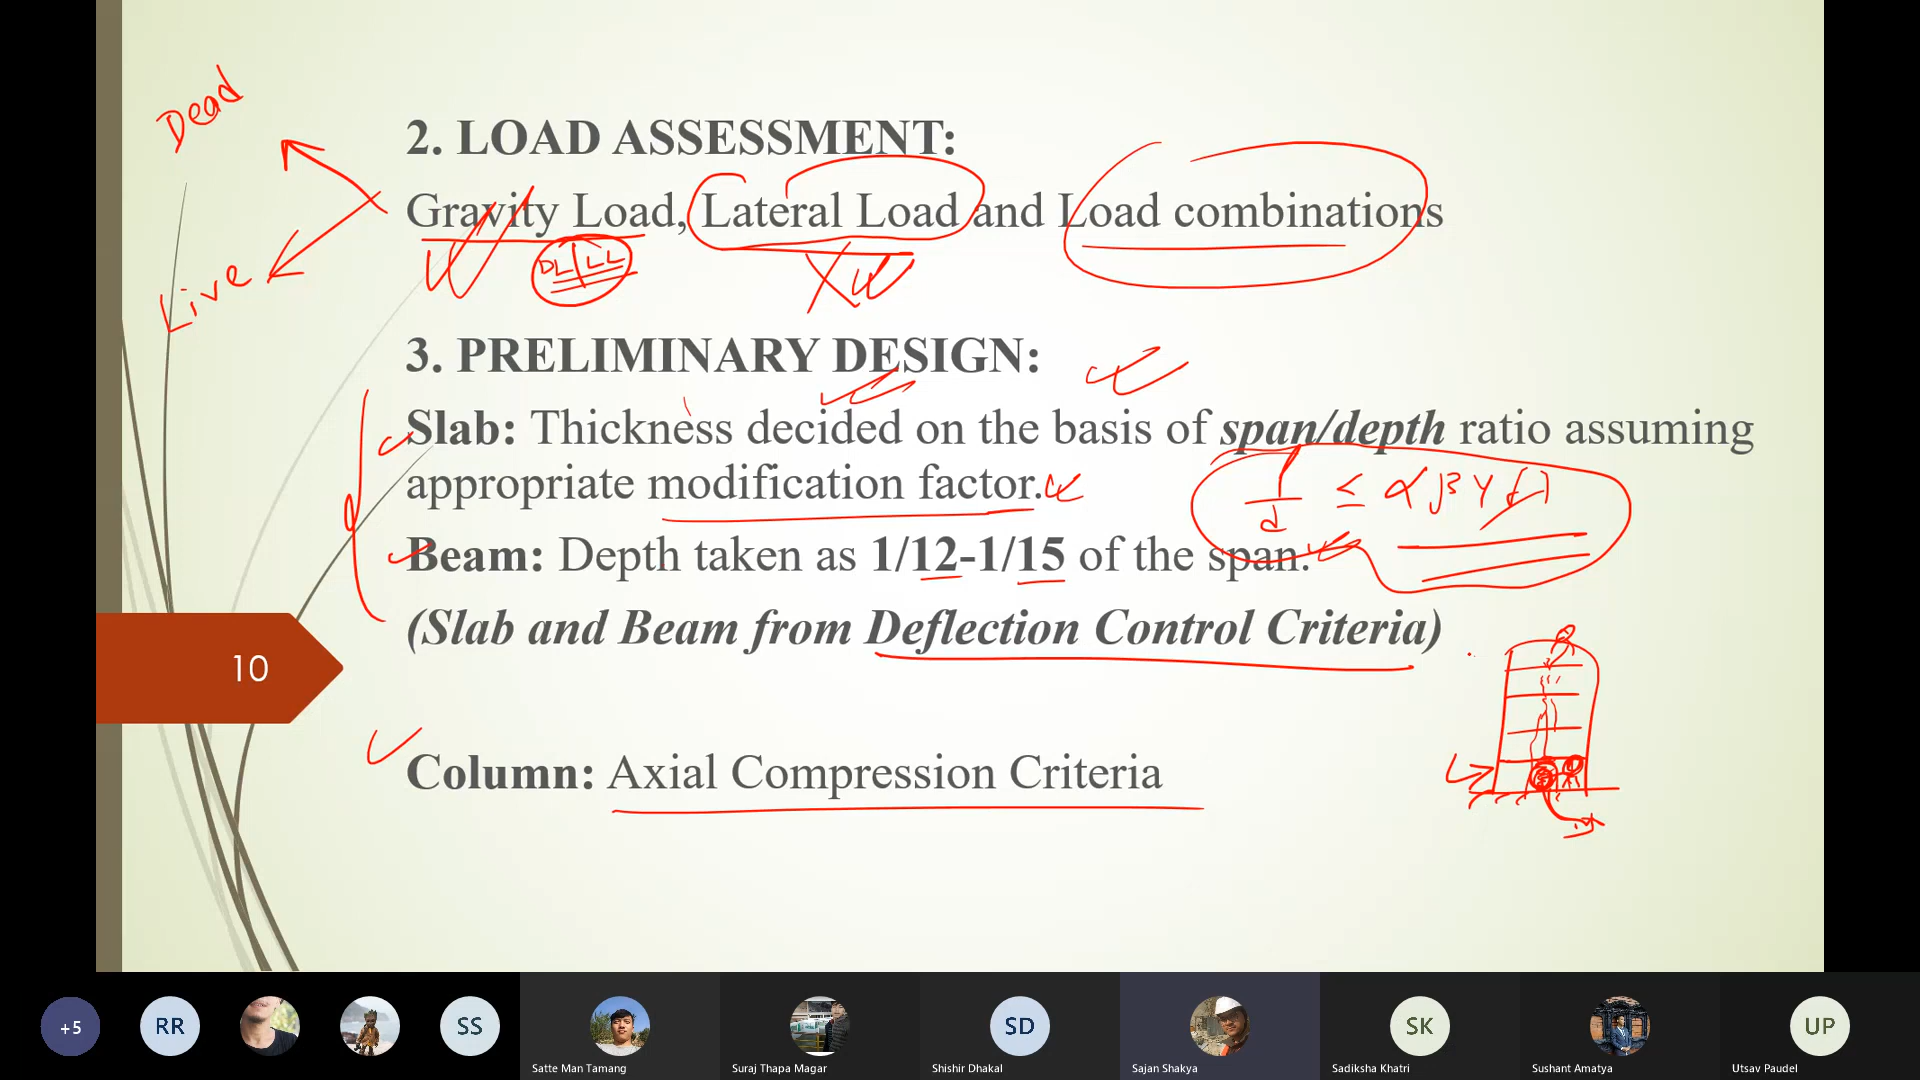 Dead
2. LOAD ASSESSMENT:
Gravity Load, Lateral Load and Load combinations
DL LL
Live
3. PRELIMINARY DESIGN:
Slab: Thickness decided on the basis of span/depth ratio assuming
appropriate modification factor.
l/d ≤ αβγ
Beam: Depth taken as 1/12-1/15 of the span.
(Slab and Beam from Deflection Control Criteria)
10
Column: Axial Compression Criteria
+5
RR
SS
SD
SK
UP
Satte Man Tamang
Suraj Thapa Magar
Shishir Dhakal
Sajan Shakya
Sadiksha Khatri
Sushant Amatya
Utsav Paudel